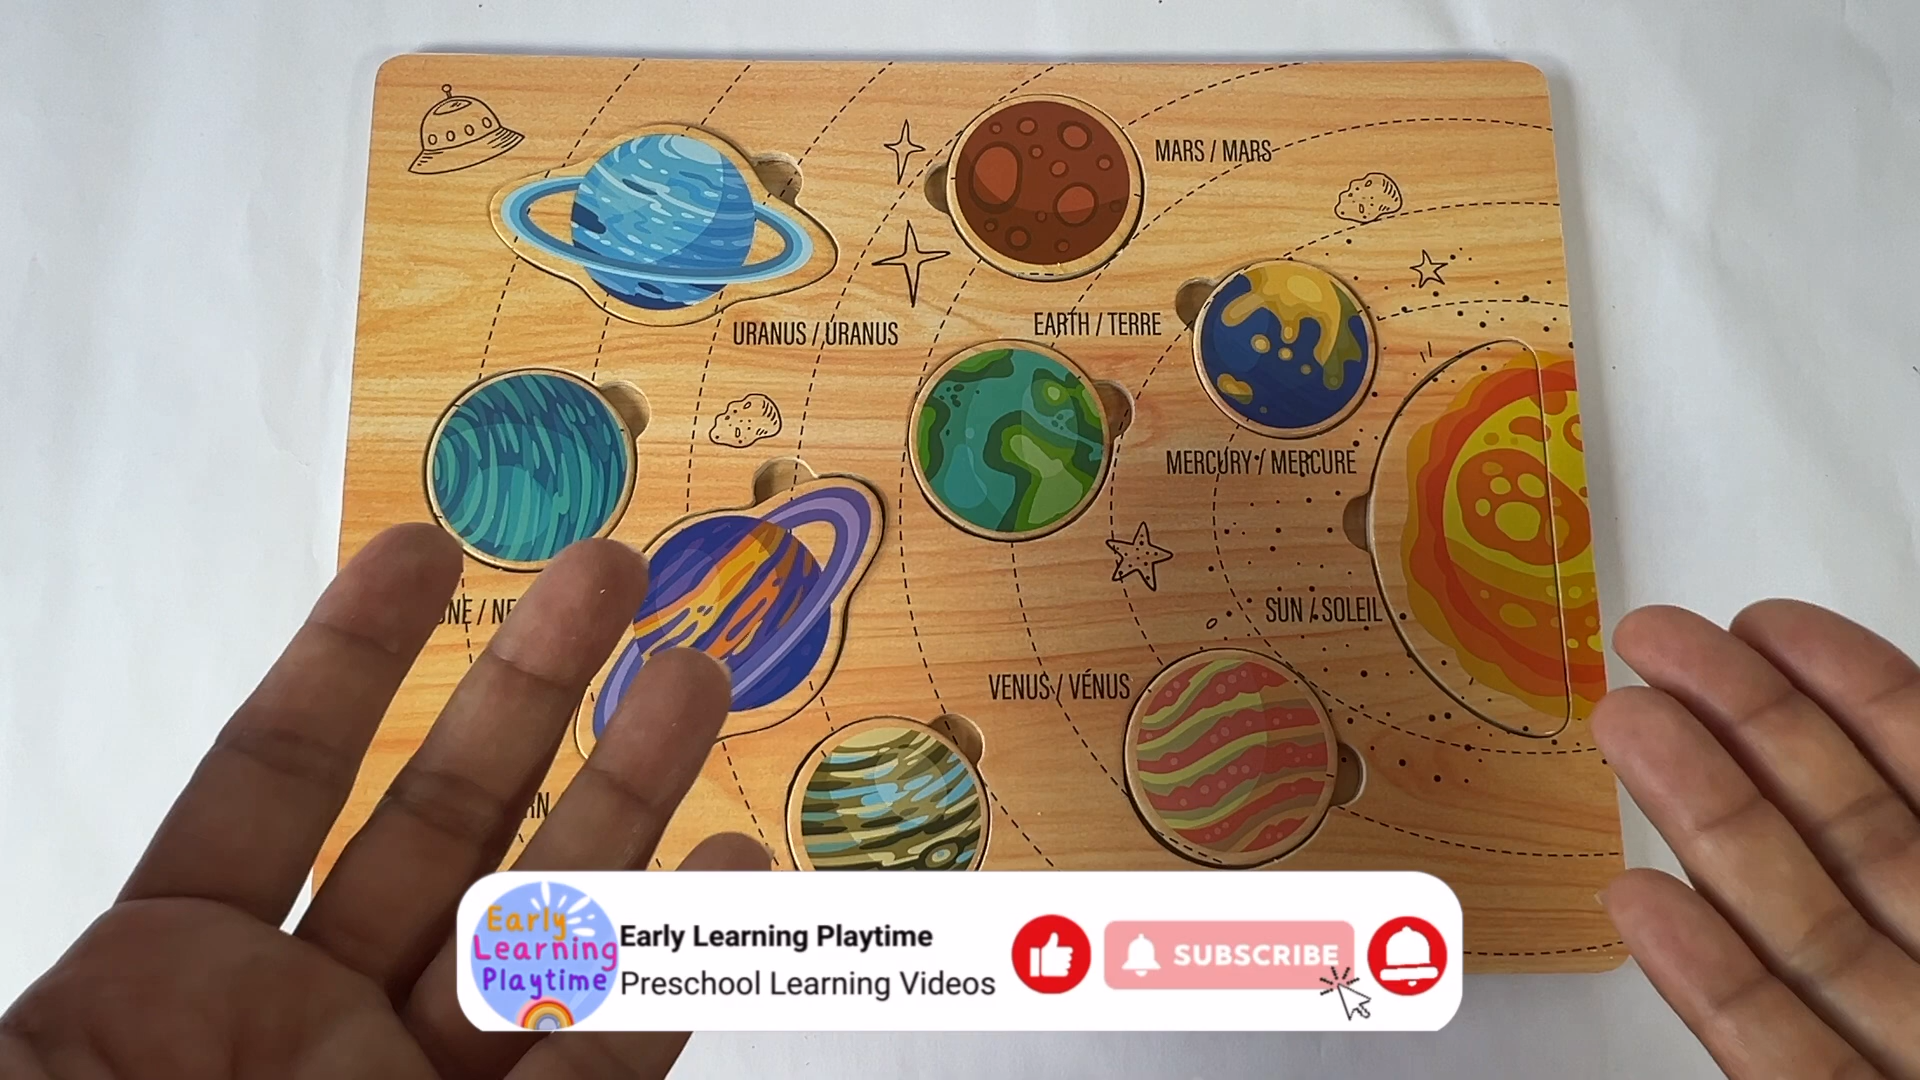 MARS / MARS
URANUS / URANUS
EARTH / TERRE
MERCURY / MERCURE
SUN / SOLEIL
VENUS / VÉNUS
Early
Learning
Playtime
Early Learning Playtime
Preschool Learning Videos
SUBSCRIBE